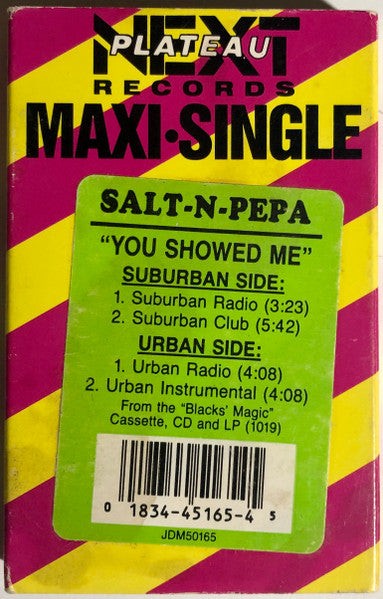 NEXT
PLATEAU
RECORDS
MAXI·SINGLE
SALT-N-PEPA
"YOU SHOWED ME"
SUBURBAN SIDE:
1. Suburban Radio (3:23)
2. Suburban Club (5:42)
URBAN SIDE:
1. Urban Radio (4:08)
2. Urban Instrumental (4:08)
From the "Blacks' Magic"
Cassette, CD and LP (1019)
0 1834-45165-4 5
JDM50165